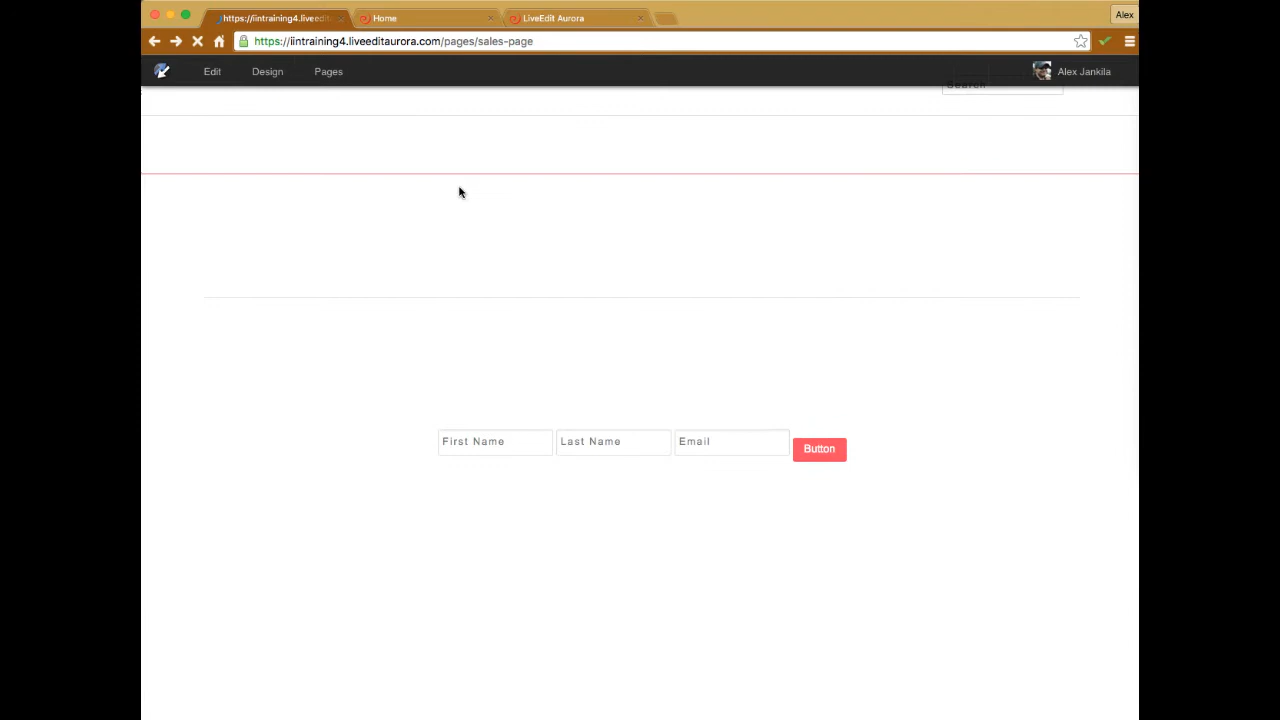 https://iintraining4.liveedit
Home
LiveEdit Aurora
Alex
https://iintraining4.liveeditaurora.com/pages/sales-page
Edit
Design
Pages
Alex Jankila
Search
First Name
Last Name
Email
Button